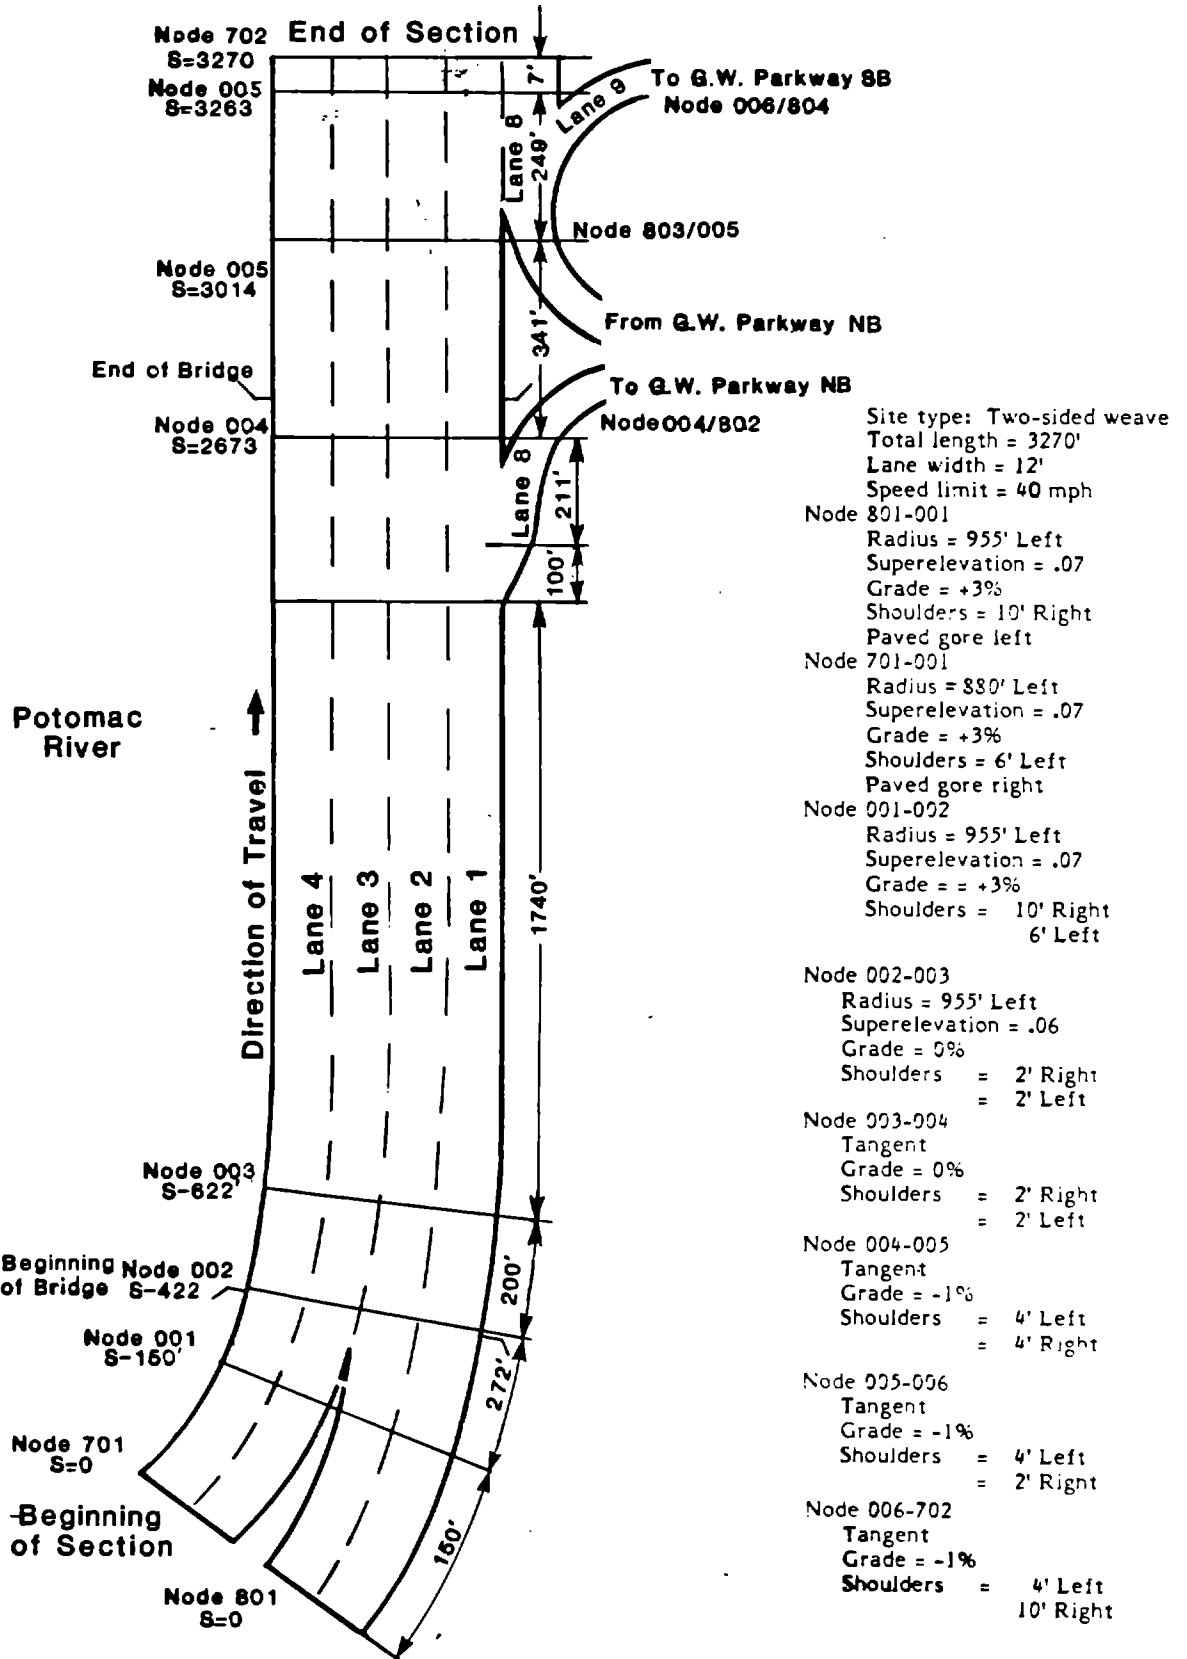 Node 702 End of Section
S=3270
Node 005
S=3263
7'
To G.W. Parkway SB
Lane 9
Node 006/804
Lane 8
249'
Node 803/005
Node 005
S=3014
341'
From G.W. Parkway NB
End of Bridge
To G.W. Parkway NB
Node 004
S=2673
Node004/802
Lane 8
211'
100'
Potomac
River
Direction of Travel
Lane 4
Lane 3
Lane 2
Lane 1
1740'
Node 003
S-622'
Beginning
of Bridge
Node 002
S-422
200'
Node 001
S-150'
272'
Node 701
S=0
-Beginning
of Section
150'
Node 801
S=0
Site type: Two-sided weave
Total length = 3270'
Lane width = 12'
Speed limit = 40 mph
Node 801-001
Radius = 955' Left
Superelevation = .07
Grade = +3%
Shoulders = 10' Right
Paved gore left
Node 701-001
Radius = 880' Left
Superelevation = .07
Grade = +3%
Shoulders = 6' Left
Paved gore right
Node 001-002
Radius = 955' Left
Superelevation = .07
Grade = = +3%
Shoulders = 10' Right
6' Left
Node 002-003
Radius = 955' Left
Superelevation = .06
Grade = 0%
Shoulders = 2' Right
= 2' Left
Node 003-004
Tangent
Grade = 0%
Shoulders = 2' Right
= 2' Left
Node 004-005
Tangent
Grade = -1%
Shoulders = 4' Left
= 4' Right
Node 005-006
Tangent
Grade = -1%
Shoulders = 4' Left
= 2' Right
Node 006-702
Tangent
Grade = -1%
Shoulders = 4' Left
10' Right